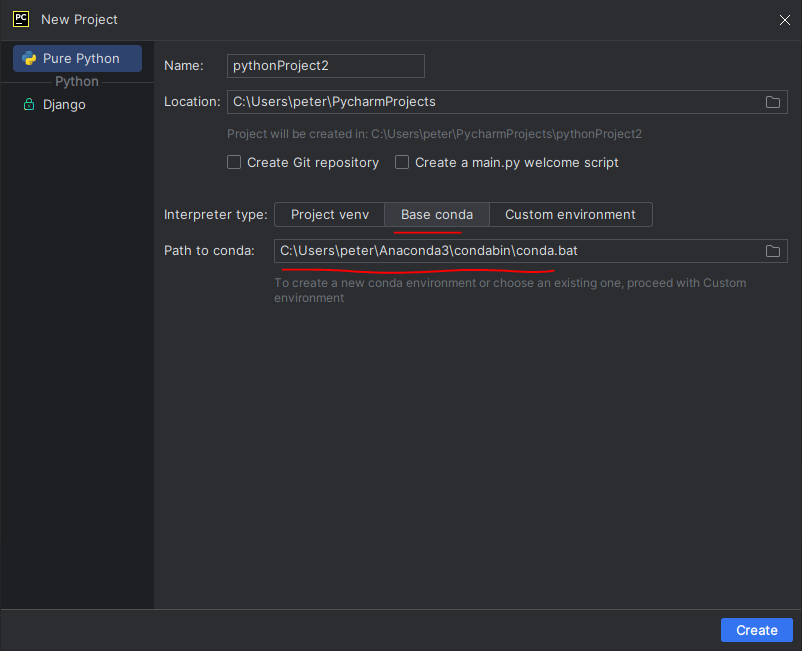 PC New Project
Pure Python
Python
Django
Name: pythonProject2
Location: C:\Users\peter\PycharmProjects
Project will be created in: C:\Users\peter\PycharmProjects\pythonProject2
Create Git repository Create a main.py welcome script
Interpreter type: Project venv Base conda Custom environment
Path to conda: C:\Users\peter\Anaconda3\condabin\conda.bat
To create a new conda environment or choose an existing one, proceed with Custom
environment
Create